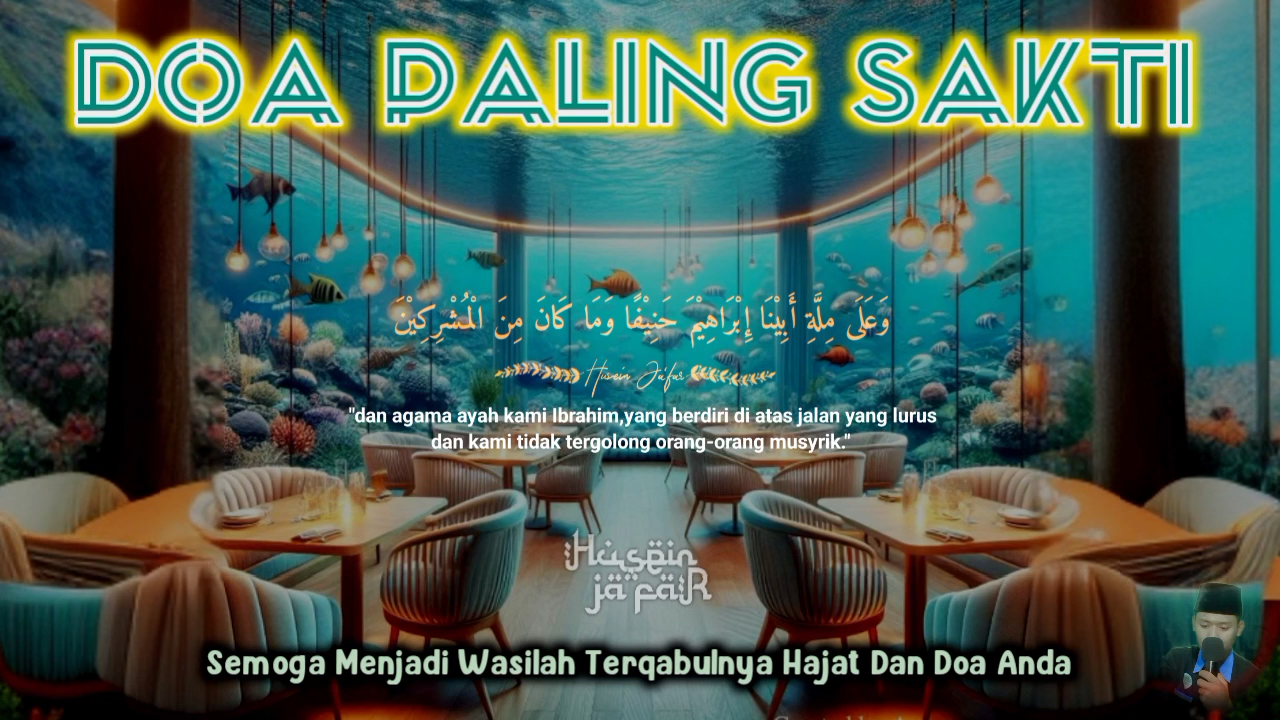 DOA PALING SAKTI
وَعَلَى مِلَّةِ أَبِيْنَا إِبْرَاهِيْمَ حَنِيْفًا وَمَا كَانَ مِنَ الْمُشْرِكِيْنَ
Husein Ja'far
"dan agama ayah kami Ibrahim,yang berdiri di atas jalan yang lurus
dan kami tidak tergolong orang-orang musyrik."
Husein
ja'faR
Semoga Menjadi Wasilah Terqabulnya Hajat Dan Doa Anda